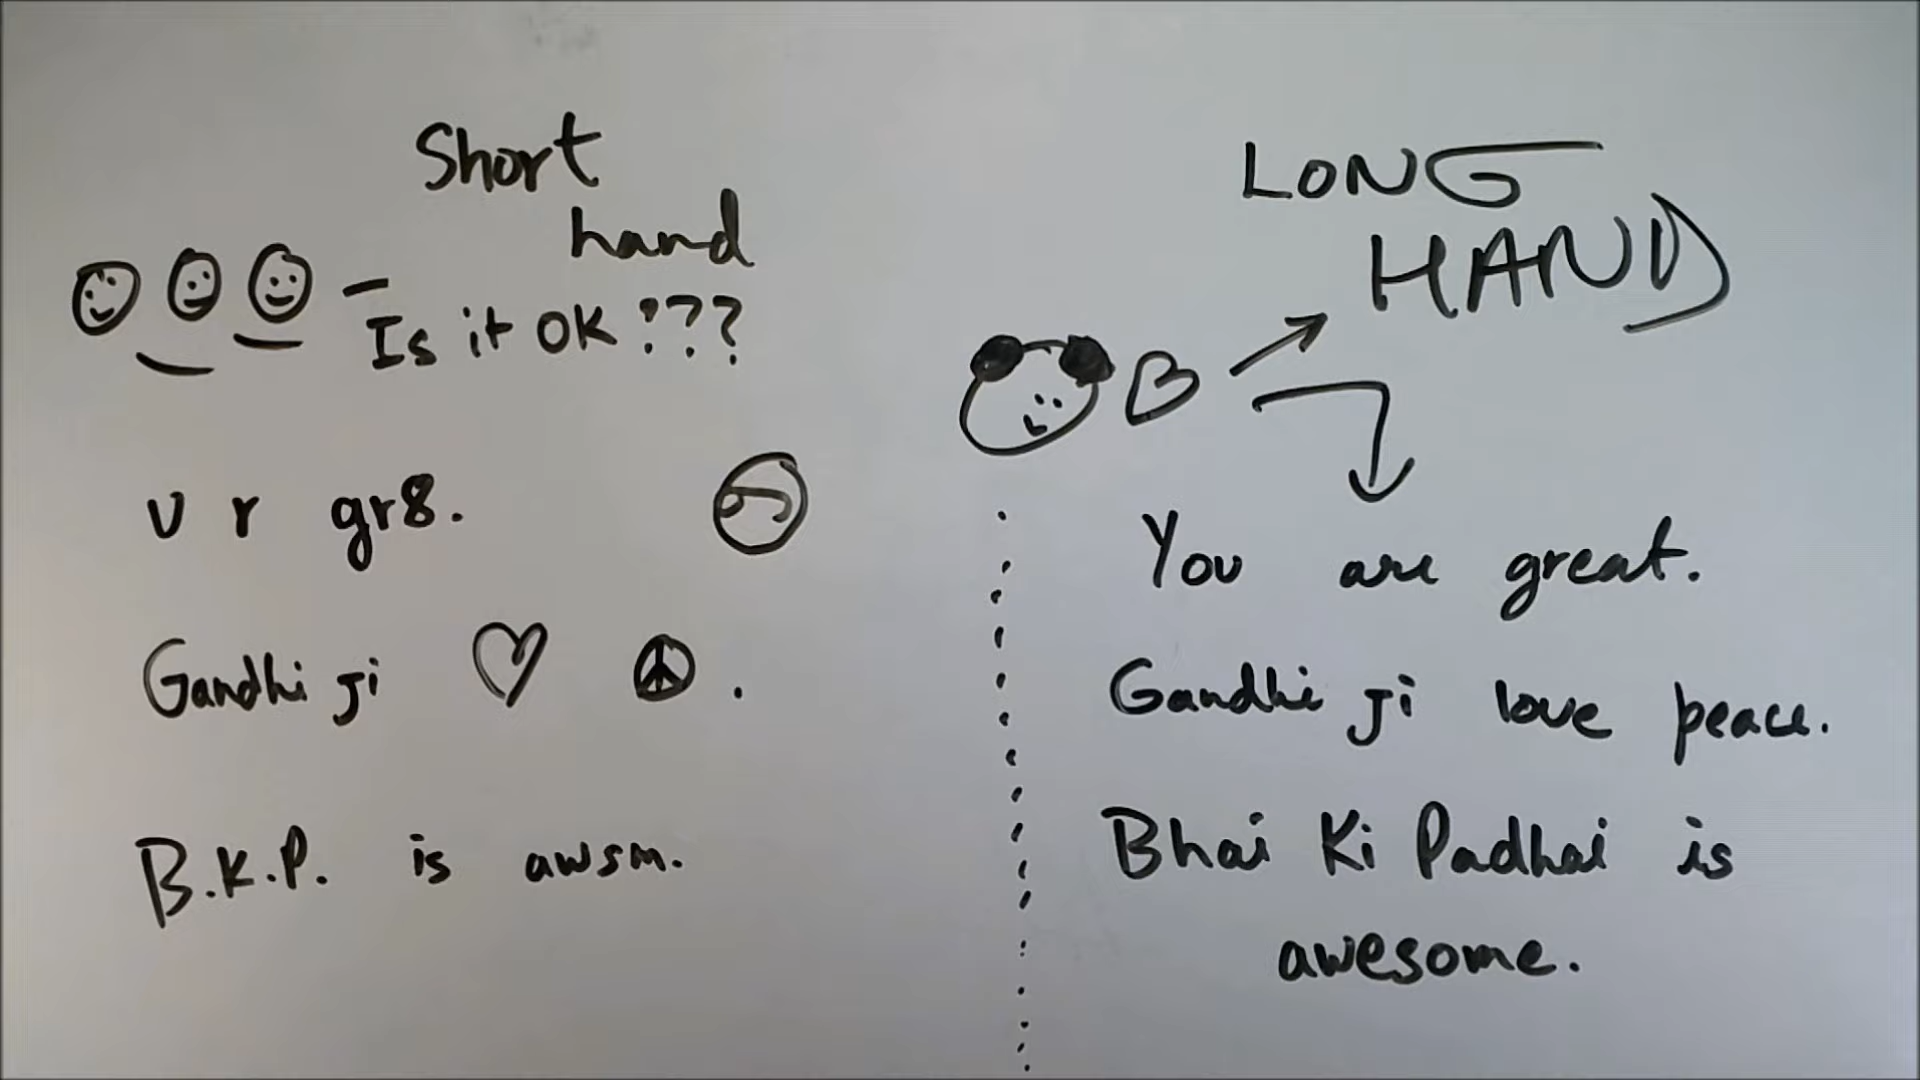 Short
hand
Is it OK???
u r gr8.
Gandhi Ji ♡ ☮.
B.K.P. is awsm.
LONG
HAND
B
You are great.
Gandhi Ji love peace.
Bhai Ki Padhai is
awesome.